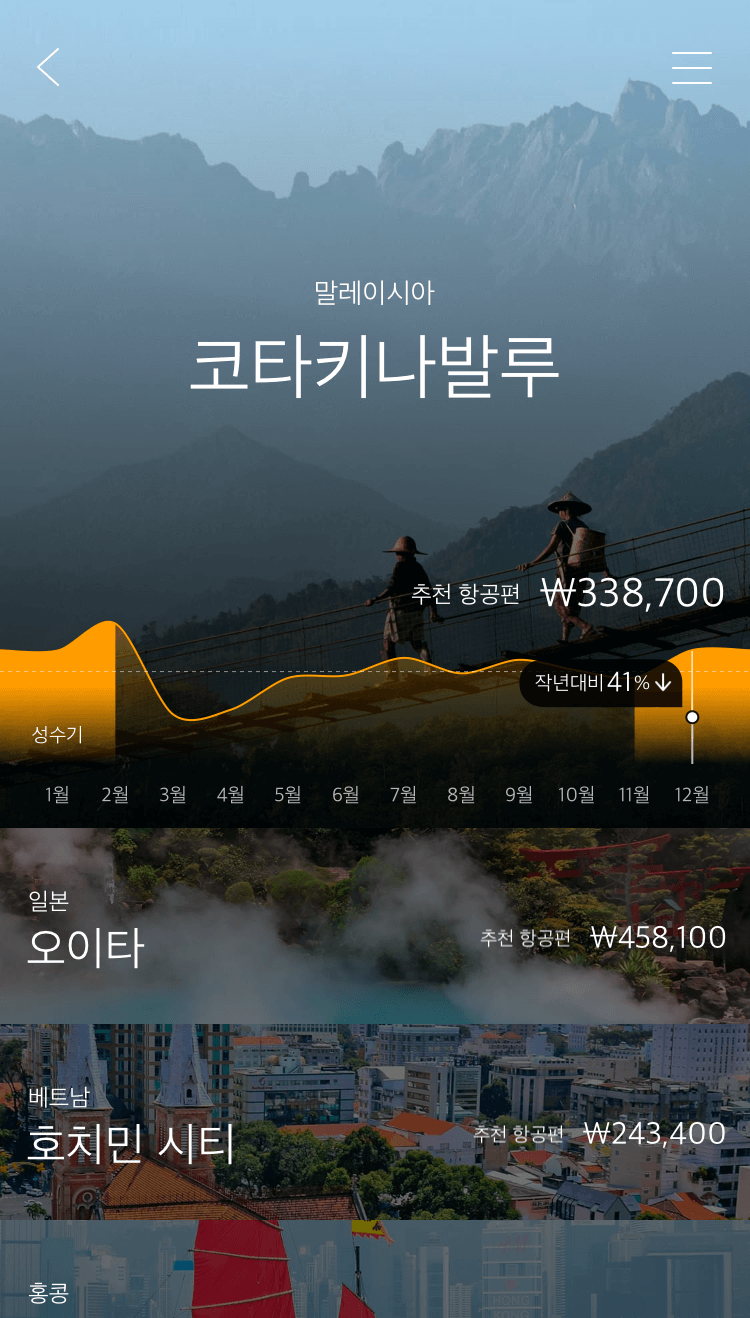 말레이시아
코타키나발루
추천 항공편 ₩338,700
작년대비 41% ↓
성수기
1월 2월 3월 4월 5월 6월 7월 8월 9월 10월 11월 12월
일본
오이타
추천 항공편 ₩458,100
베트남
호치민 시티
추천 항공편 ₩243,400
홍콩